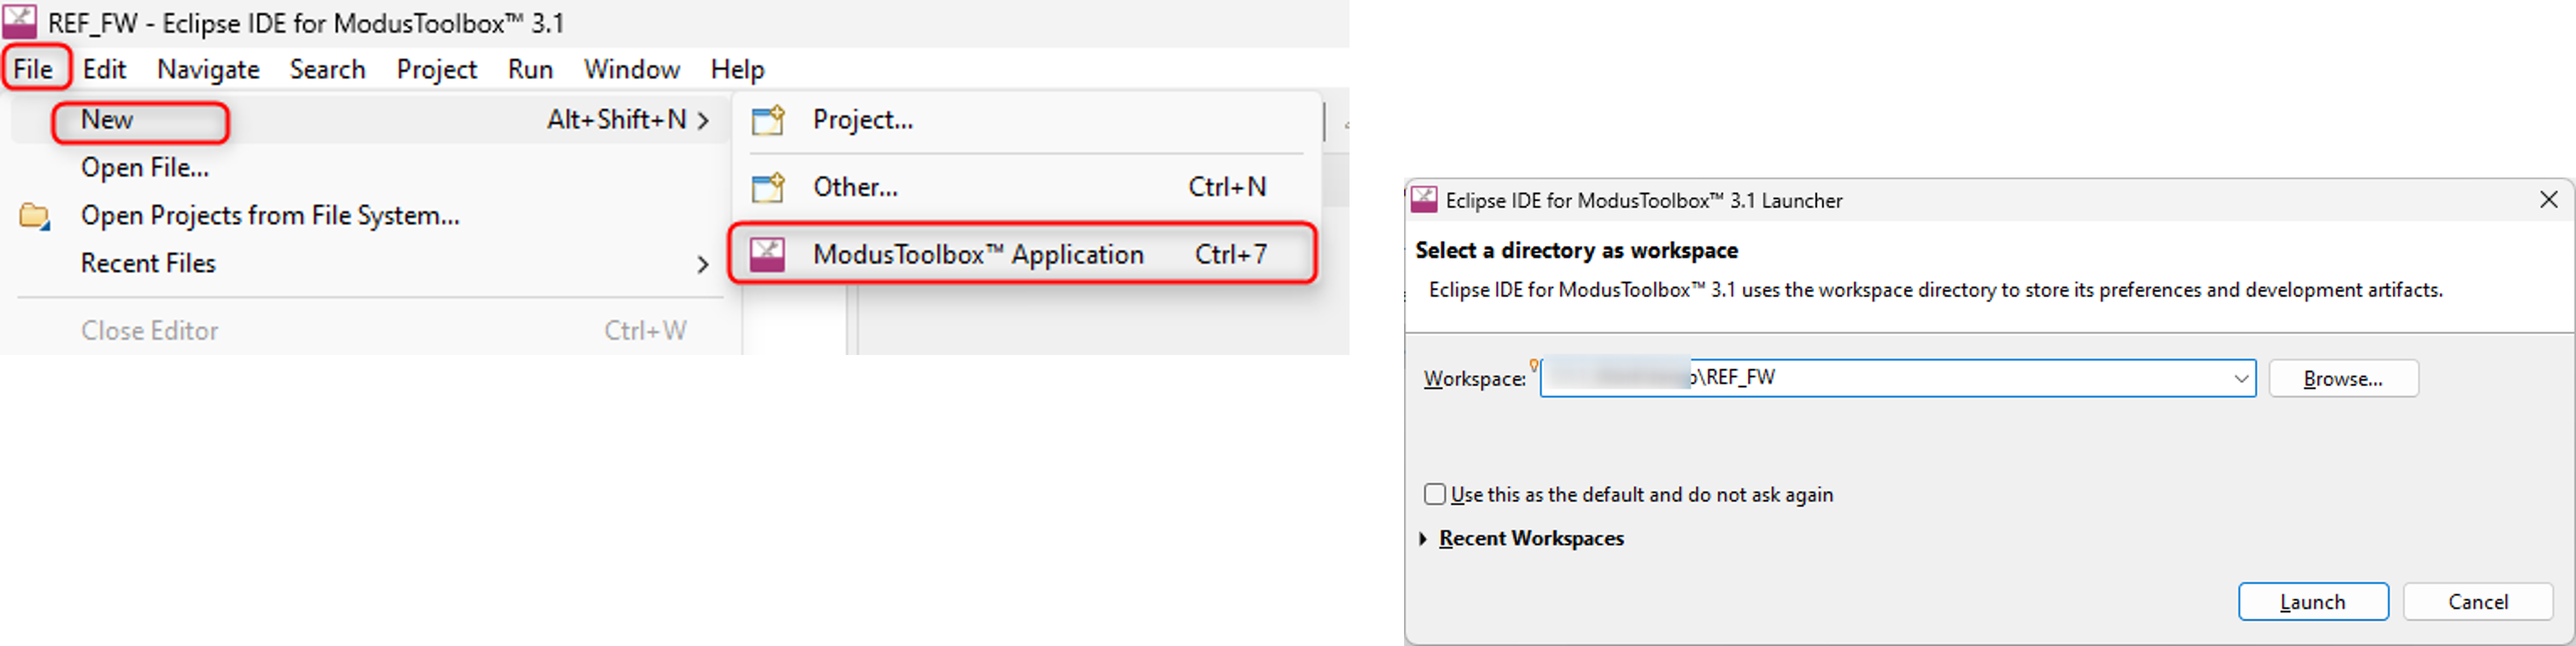 REF_FW - Eclipse IDE for ModusToolbox™ 3.1
File Edit Navigate Search Project Run Window Help
New Alt+Shift+N
Open File...
Open Projects from File System...
Recent Files
Close Editor Ctrl+W
Project...
Other... Ctrl+N
ModusToolbox™ Application Ctrl+7
Eclipse IDE for ModusToolbox™ 3.1 Launcher
Select a directory as workspace
Eclipse IDE for ModusToolbox™ 3.1 uses the workspace directory to store its preferences and development artifacts.
Workspace: \REF_FW Browse...
Use this as the default and do not ask again
Recent Workspaces
Launch Cancel